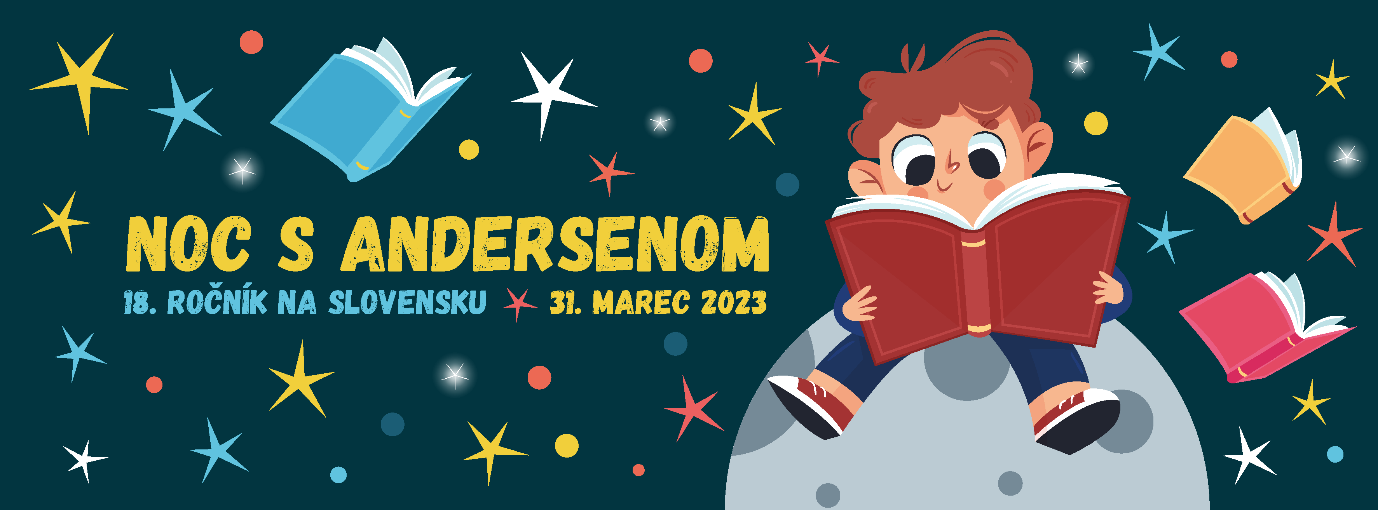 NOC S ANDERSENOM
18. ROČNÍK NA SLOVENSKU 31. MAREC 2023